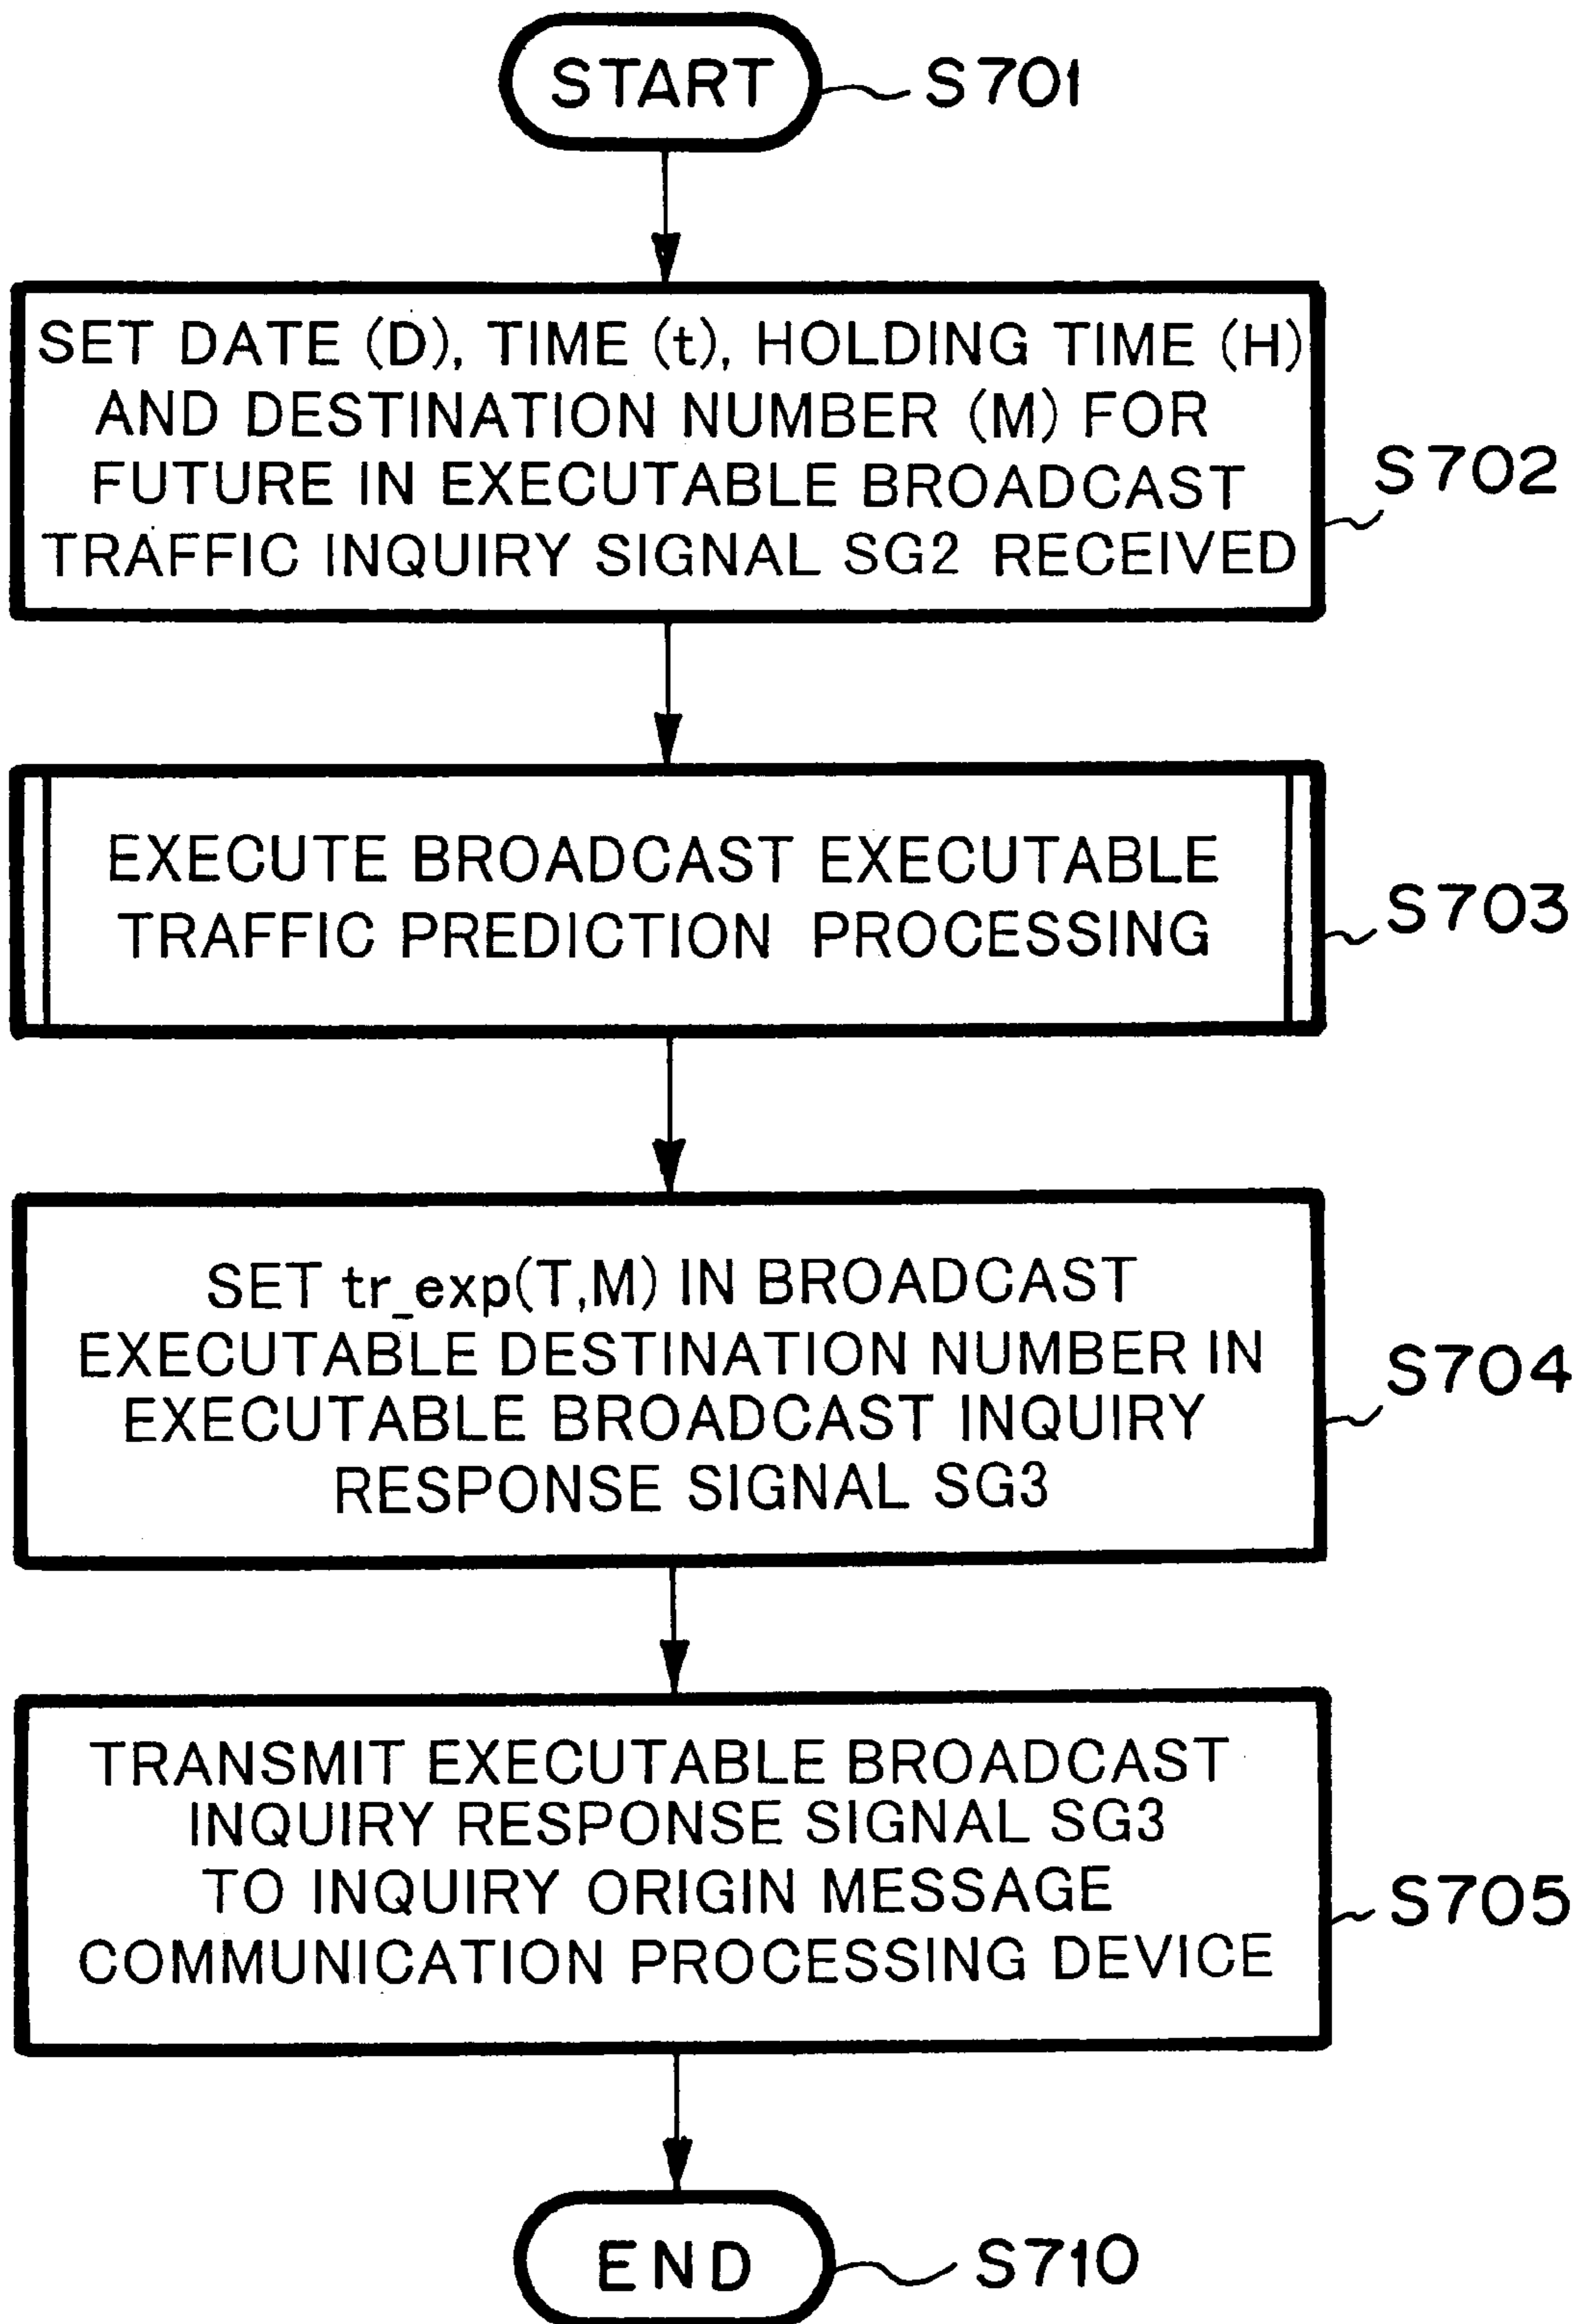 START
S701
SET DATE (D), TIME (t), HOLDING TIME (H)
AND DESTINATION NUMBER (M) FOR
FUTURE IN EXECUTABLE BROADCAST
TRAFFIC INQUIRY SIGNAL SG2 RECEIVED
S702
EXECUTE BROADCAST EXECUTABLE
TRAFFIC PREDICTION PROCESSING
S703
SET tr_exp(T,M) IN BROADCAST
EXECUTABLE DESTINATION NUMBER IN
EXECUTABLE BROADCAST INQUIRY
RESPONSE SIGNAL SG3
S704
TRANSMIT EXECUTABLE BROADCAST
INQUIRY RESPONSE SIGNAL SG3
TO INQUIRY ORIGIN MESSAGE
COMMUNICATION PROCESSING DEVICE
S705
END
S710